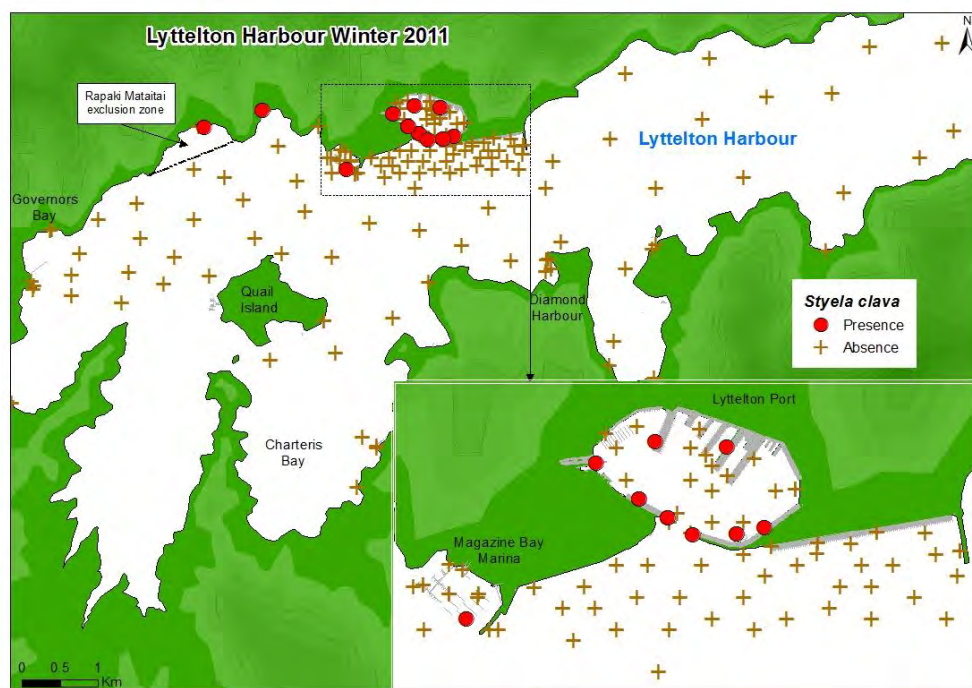 Lyttelton Harbour Winter 2011
N
Rapaki Mataitai
exclusion zone
Lyttelton Harbour
Governors
Bay
Quail
Island
Diamond
Harbour
Styela clava
Presence
Absence
Charteris
Bay
Lyttelton Port
Magazine Bay
Marina
0 0 5 1
Km